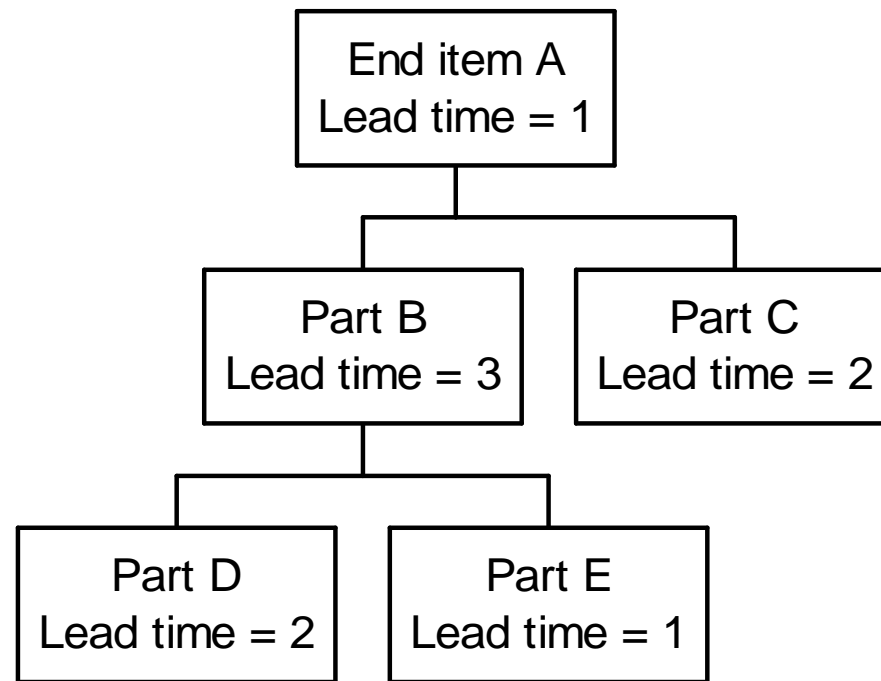 End item A
Lead time = 1
Part B
Lead time = 3
Part C
Lead time = 2
Part D
Lead time = 2
Part E
Lead time = 1